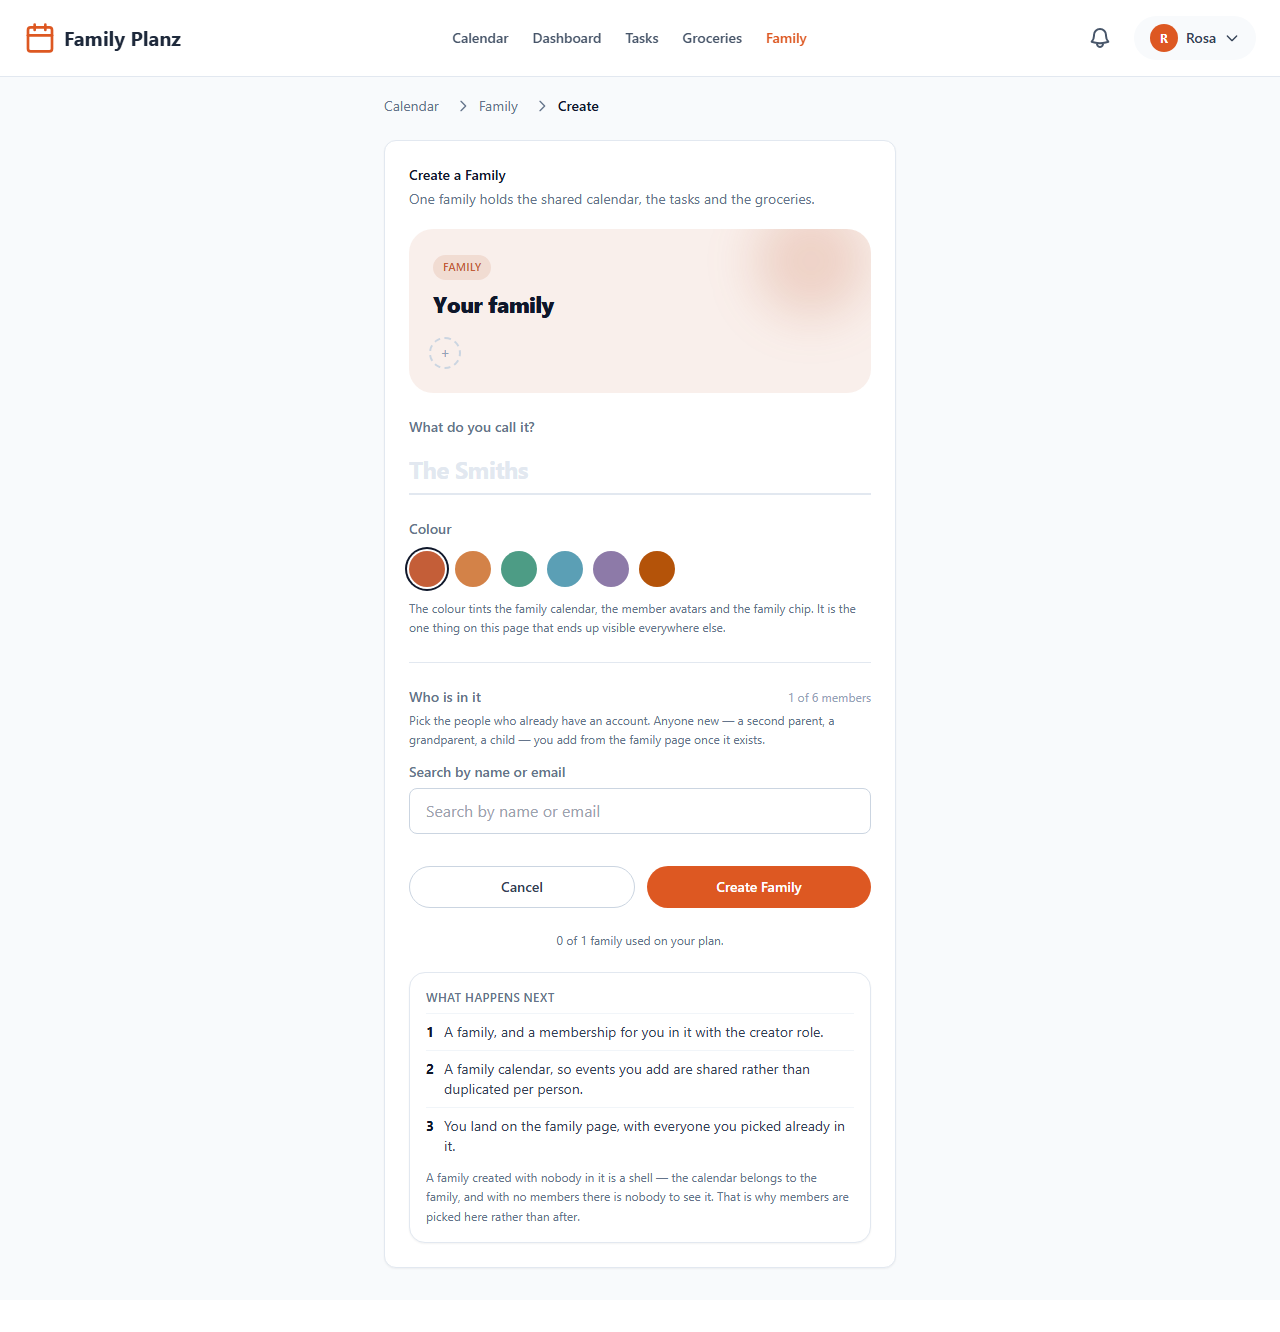 Family Planz
Calendar
Dashboard
Tasks
Groceries
Family
R
Rosa
Calendar
Family
Create
Create a Family
One family holds the shared calendar, the tasks and the groceries.
FAMILY
Your family
+
What do you call it?
The Smiths
Colour
The colour tints the family calendar, the member avatars and the family chip. It is the
one thing on this page that ends up visible everywhere else.
Who is in it
1 of 6 members
Pick the people who already have an account. Anyone new — a second parent, a
grandparent, a child — you add from the family page once it exists.
Search by name or email
Search by name or email
Cancel
Create Family
0 of 1 family used on your plan.
WHAT HAPPENS NEXT
1 A family, and a membership for you in it with the creator role.
2 A family calendar, so events you add are shared rather than
duplicated per person.
3 You land on the family page, with everyone you picked already in
it.
A family created with nobody in it is a shell — the calendar belongs to the
family, and with no members there is nobody to see it. That is why members are
picked here rather than after.